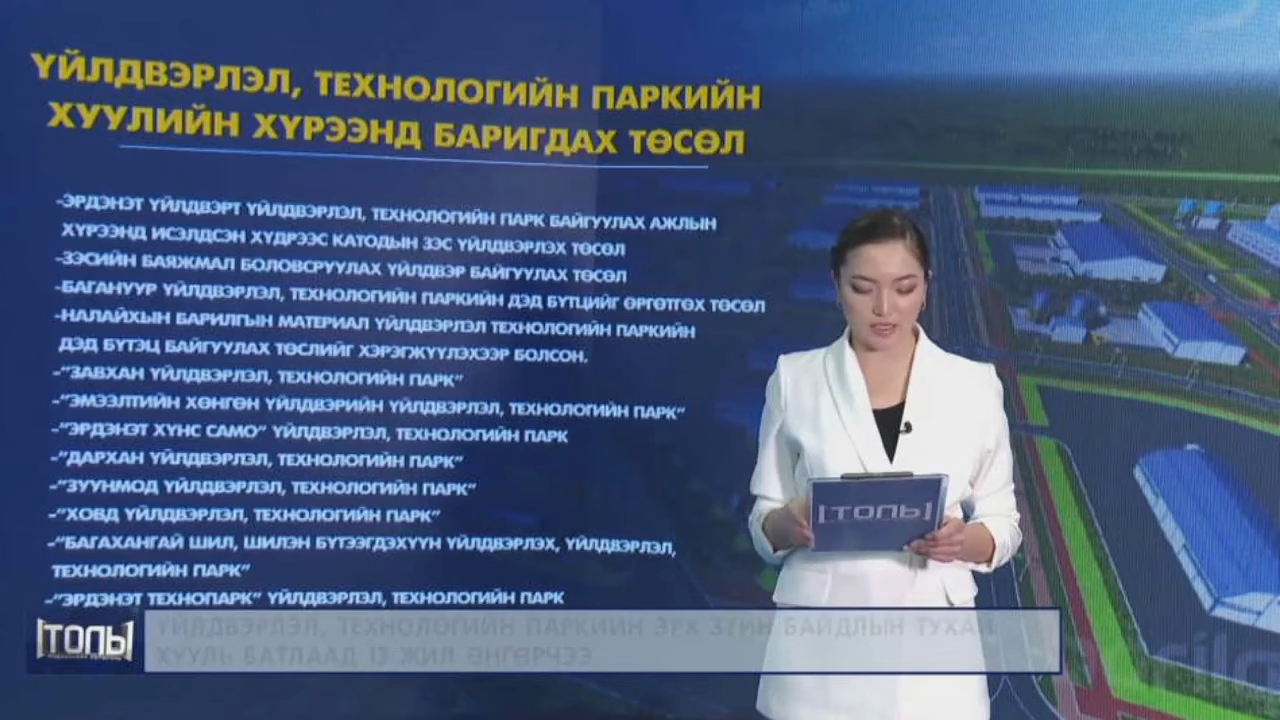 ҮЙЛДВЭРЛЭЛ, ТЕХНОЛОГИЙН ПАРКИЙН
ХУУЛИЙН ХҮРЭЭНД БАРИГДАХ ТӨСӨЛ
-ЭРДЭНЭТ ҮЙЛДВЭРТ ҮЙЛДВЭРЛЭЛ, ТЕХНОЛОГИЙН ПАРК БАЙГУУЛАХ АЖЛЫН
ХҮРЭЭНД ИСЭЛДСЭН ХҮДРЭЭС КАТОДЫН ЗЭС ҮЙЛДВЭРЛЭХ ТӨСӨЛ
-ЗЭСИЙН БАЯЖМАЛ БОЛОВСРУУЛАХ ҮЙЛДВЭР БАЙГУУЛАХ ТӨСӨЛ
-БАГАНУУР ҮЙЛДВЭРЛЭЛ, ТЕХНОЛОГИЙН ПАРКИЙН ДЭД БҮТЦИЙГ ӨРГӨТГӨХ ТӨСӨЛ
-НАЛАЙХЫН БАРИЛГЫН МАТЕРИАЛ ҮЙЛДВЭРЛЭЛ ТЕХНОЛОГИЙН ПАРКИЙН
ДЭД БҮТЭЦ БАЙГУУЛАХ ТӨСЛИЙГ ХЭРЭГЖҮҮЛЭХЭЭР БОЛСОН.
-"ЗАВХАН ҮЙЛДВЭРЛЭЛ, ТЕХНОЛОГИЙН ПАРК"
-"ЭМЭЭЛТИЙН ХӨНГӨН ҮЙЛДВЭРИЙН ҮЙЛДВЭРЛЭЛ, ТЕХНОЛОГИЙН ПАРК"
-"ЭРДЭНЭТ ХҮНС САМО" ҮЙЛДВЭРЛЭЛ, ТЕХНОЛОГИЙН ПАРК
-"ДАРХАН ҮЙЛДВЭРЛЭЛ, ТЕХНОЛОГИЙН ПАРК"
-"ЗУУНМОД ҮЙЛДВЭРЛЭЛ, ТЕХНОЛОГИЙН ПАРК"
-"ХОВД ҮЙЛДВЭРЛЭЛ, ТЕХНОЛОГИЙН ПАРК"
-"БАГАХАНГАЙ ШИЛ, ШИЛЭН БҮТЭЭГДЭХҮҮН ҮЙЛДВЭРЛЭХ, ҮЙЛДВЭРЛЭЛ,
ТЕХНОЛОГИЙН ПАРК"
-"ЭРДЭНЭТ ТЕХНОПАРК" ҮЙЛДВЭРЛЭЛ, ТЕХНОЛОГИЙН ПАРК
[ТОЛЬ]
[ТОЛЬ]
ҮЙЛДВЭРЛЭЛ, ТЕХНОЛОГИЙН ПАРКИЙН ЭРХ ЗҮЙН БАЙДЛЫН ТУХАЙ
ХУУЛЬ БАТЛААД 13 ЖИЛ ӨНГӨРЧЭЭ